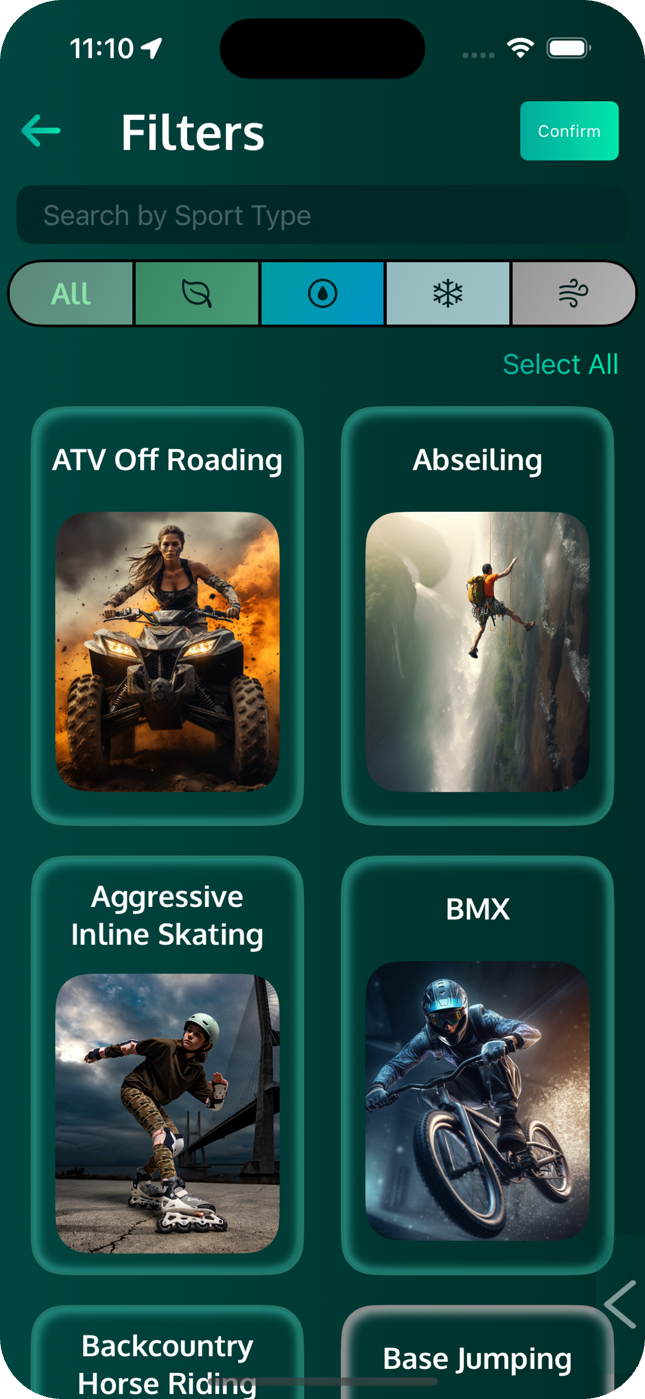 11:10
Filters
Confirm
Search by Sport Type
All
Select All
ATV Off Roading
Abseiling
Aggressive
Inline Skating
BMX
Backcountry
Horse Riding
Base Jumping